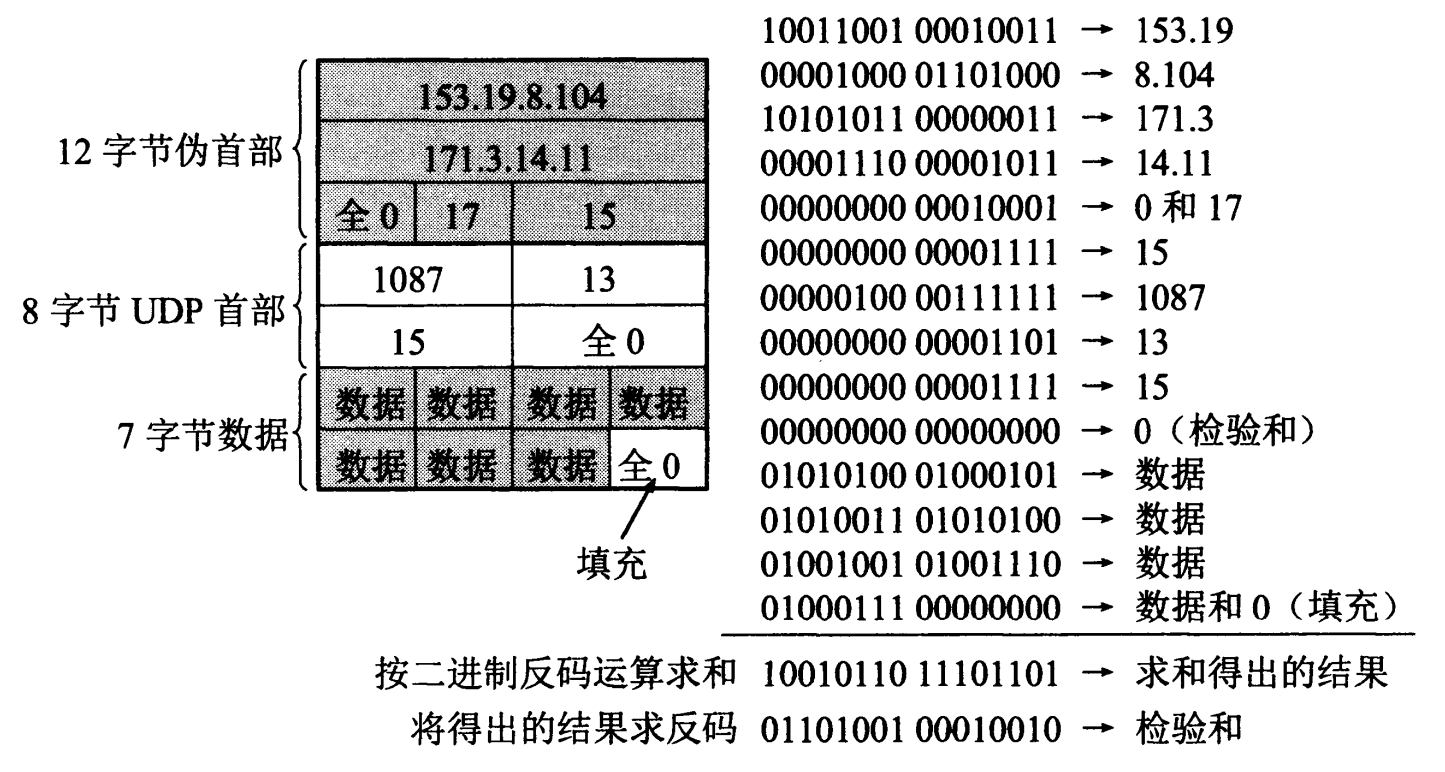 12 字节伪首部
153.19.8.104
171.3.14.11
全 0 17 15
8 字节 UDP 首部
1087 13
15 全 0
7 字节数据
数据 数据 数据 数据
数据 数据 数据 全 0
填充
10011001 00010011 → 153.19
00001000 01101000 → 8.104
10101011 00000011 → 171.3
00001110 00001011 → 14.11
00000000 00010001 → 0 和 17
00000000 00001111 → 15
00000100 00111111 → 1087
00000000 00001101 → 13
00000000 00001111 → 15
00000000 00000000 → 0（检验和）
01010100 01000101 → 数据
01010011 01010100 → 数据
01001001 01001110 → 数据
01000111 00000000 → 数据和 0（填充）
按二进制反码运算求和 10010110 11101101 → 求和得出的结果
将得出的结果求反码 01101001 00010010 → 检验和